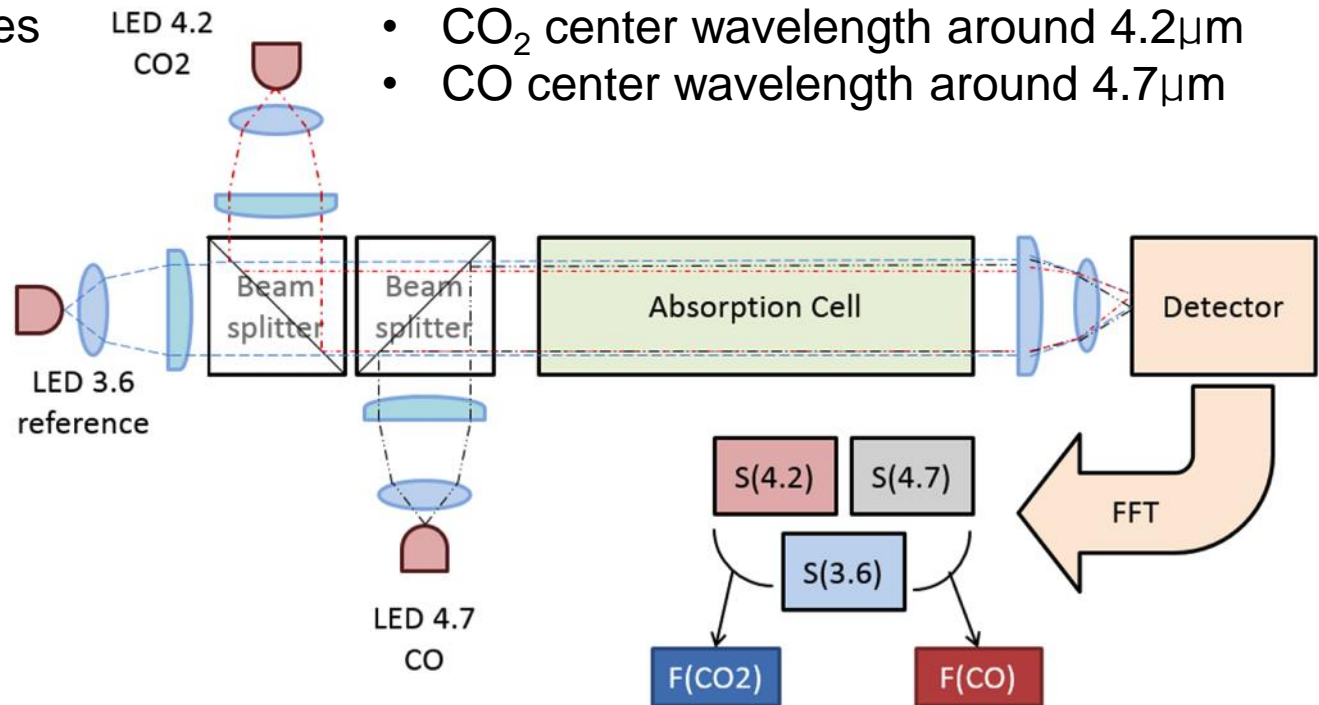 es
• CO₂ center wavelength around 4.2μm
• CO center wavelength around 4.7μm
LED 4.2
CO2
Beam
splitter
Beam
splitter
Absorption Cell
Detector
LED 3.6
reference
S(4.2)
S(4.7)
FFT
S(3.6)
LED 4.7
CO
F(CO2)
F(CO)